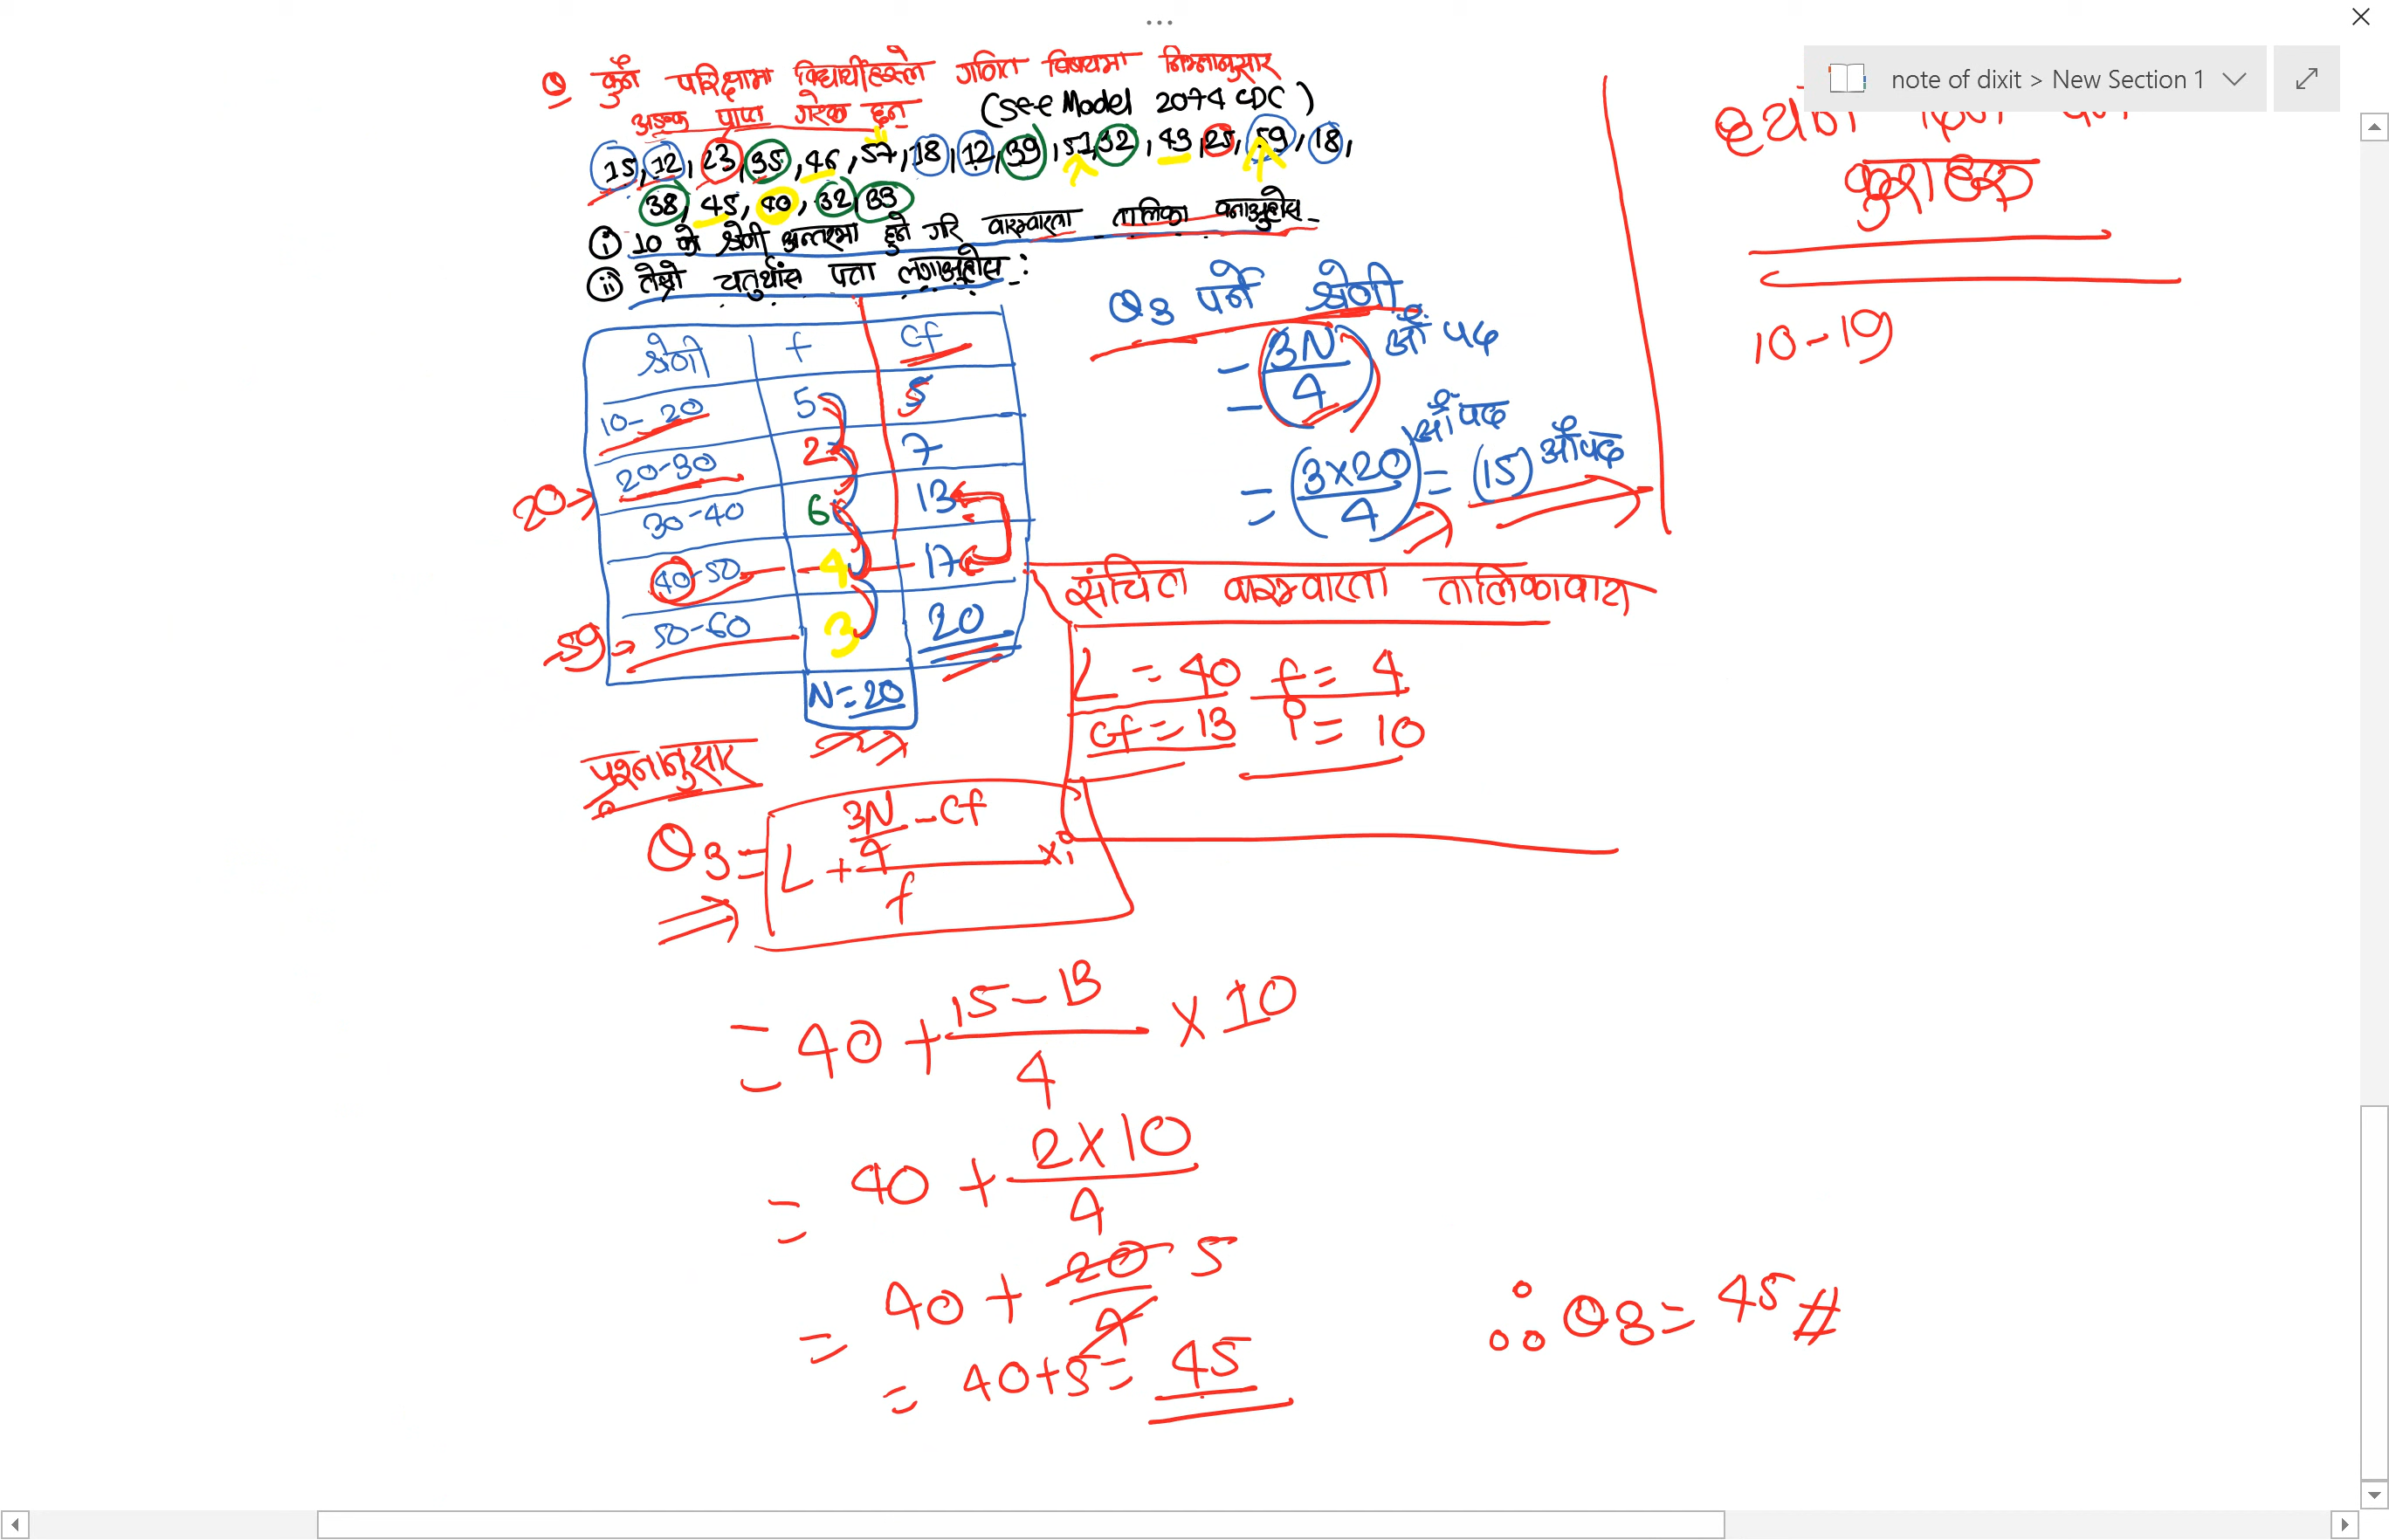 Q कुनै परिक्षामा विद्यार्थीहरूले गणित विषयमा निम्नानुसार
अङ्क प्राप्त गरेका हुन् (See Model 2074 CDC)
15, 12, 23, 35, 46, 57, 18, 12, 39, 51, 32, 43, 25, 59, 18,
38, 45, 40, 32, 33
(i) 10 को श्रेणी अन्तरमा हुने गरि बारम्बारता तालिका बनाउनुहोस्
(ii) तेस्रो चतुर्थांश पत्ता लगाउनुहोस् :
श्रेणी f cf
10-20 5 5
20-30 2 7
30-40 6 13
40-50 4 17
50-60 3 20
N=20
20→
59→
Q3 पर्ने श्रेणी
= (3N/4) औं पद
= (3×20/4) औं पद = (15) औं पद
संचित बारम्बारता तालिकाबाट
L = 40 f = 4
cf = 13 i = 10
प्रश्नानुसार
Q3 = L + (3N/4 - cf)/f × i
= 40 + (15-13)/4 × 10
= 40 + (2×10)/4
= 40 + 20/4 5
= 40+5 = 45
∴ Q3 = 45 #
note of dixit > New Section 1
10-19